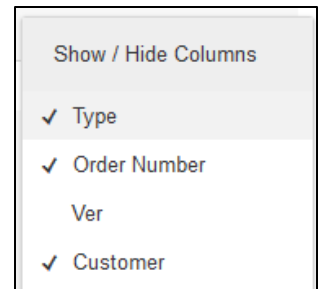 Show / Hide Columns
✓ Type
✓ Order Number
Ver
✓ Customer